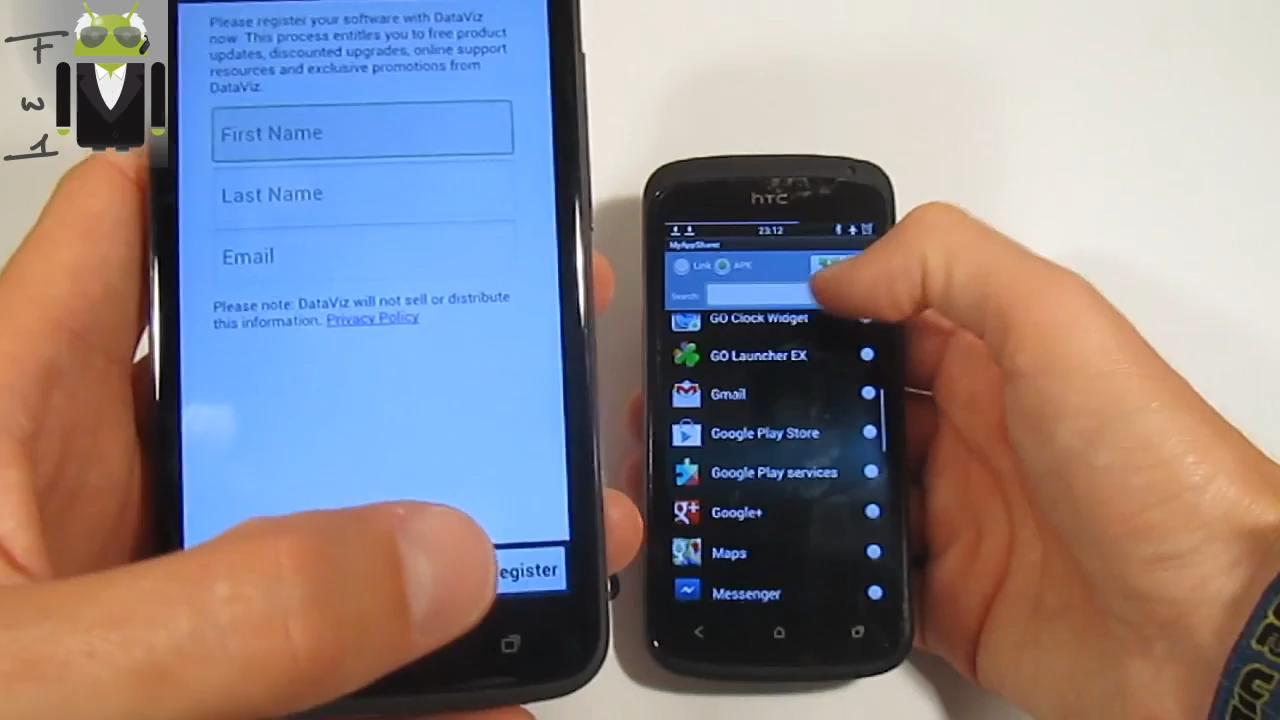 F
W
1
Please register your software with DataViz
now. This process entitles you to free product
updates, discounted upgrades, online support
resources and exclusive promotions from
DataViz.
First Name
Last Name
Email
Please note: DataViz will not sell or distribute
this information. Privacy Policy
egister
hTC
23:12
MyAppSharer
Link APK
Search:
GO Clock Widget
GO Launcher EX
Gmail
Google Play Store
Google Play services
Google+
Maps
Messenger